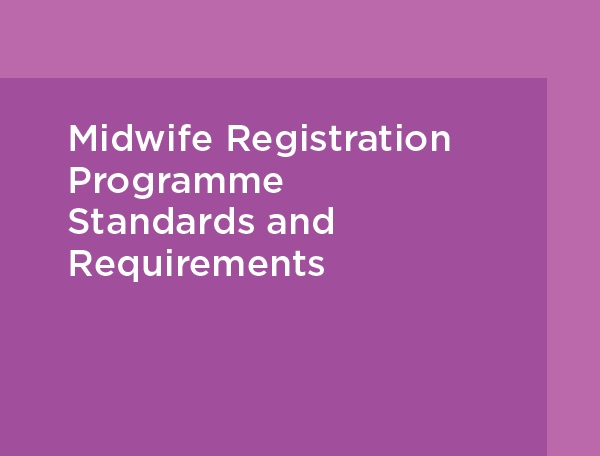 Midwife Registration
Programme
Standards and
Requirements